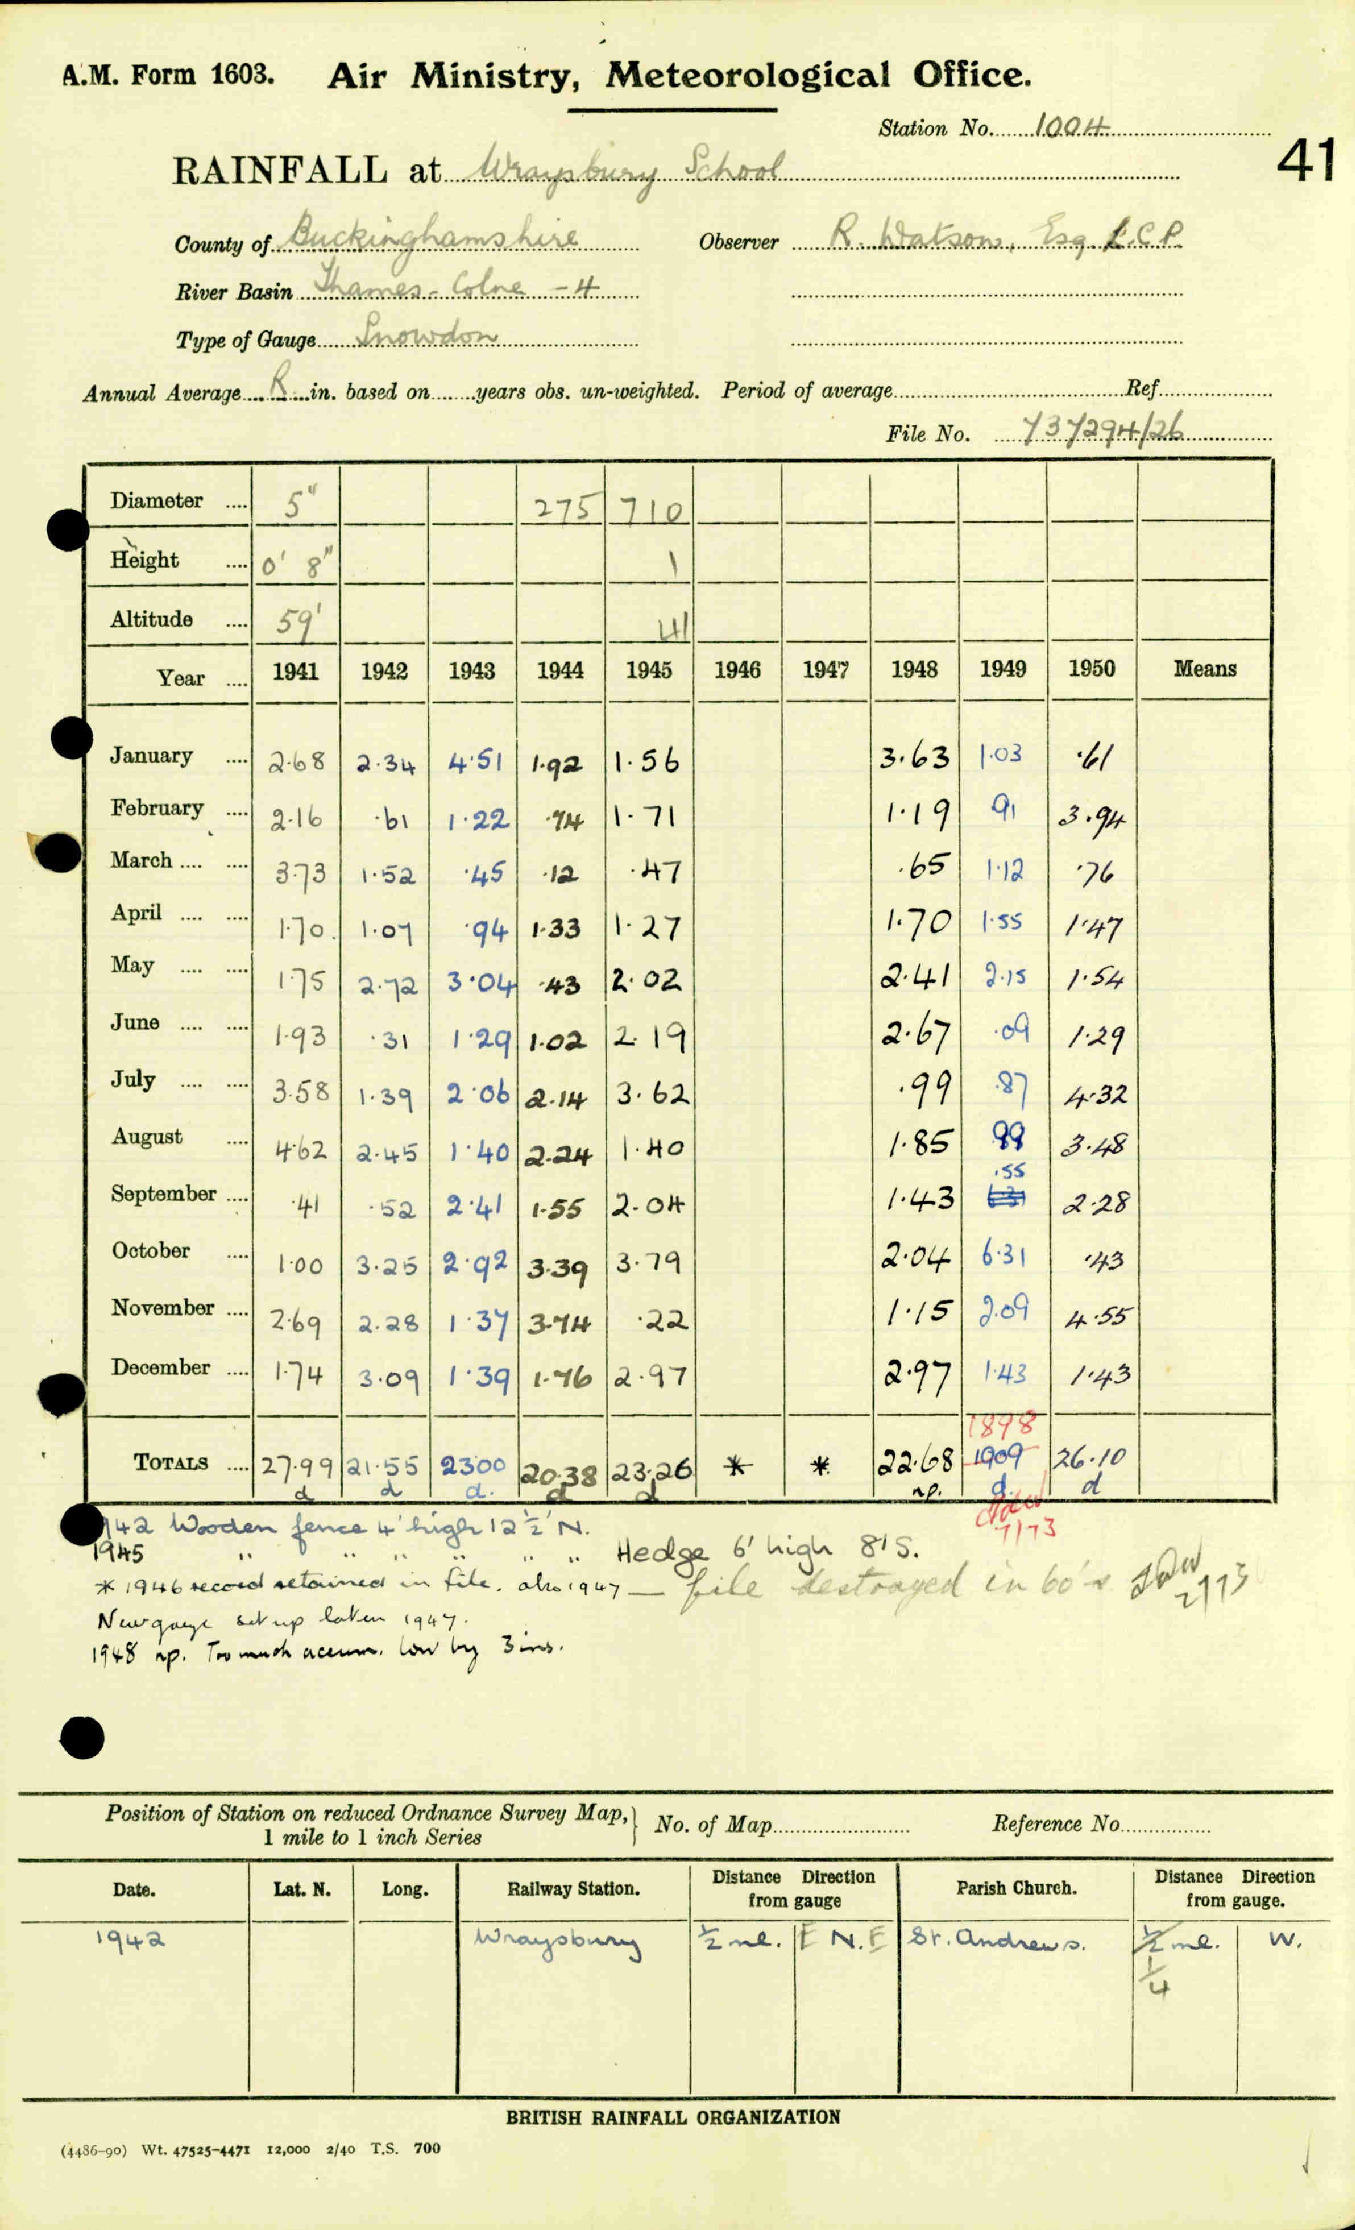 A.M. Form 1603. Air Ministry, Meteorological Office.
Station No. 1004
41
RAINFALL at Wraysbury School
County of Buckinghamshire Observer R. Watson, Esq. L.C.P.
River Basin Thames - Colne - 4
Type of Gauge Snowdon
Annual Average R in. based on years obs. un-weighted. Period of average Ref.
File No. 737294/26
Diameter .... 5" 275 710
Height .... 0' 8" 1
Altitude .... 59' 41
Year .... 1941 1942 1943 1944 1945 1946 1947 1948 1949 1950 Means
January .... 2.68 2.34 4.51 1.92 1.56 3.63 1.03 .61
February .... 2.16 .61 1.22 .74 1.71 1.19 91 3.94
March .... .... 3.73 1.52 .45 .12 .47 .65 1.12 .76
April .... .... 1.70 1.07 .94 1.33 1.27 1.70 1.55 1.47
May .... .... 1.75 2.72 3.04 .43 2.02 2.41 2.15 1.54
June .... .... 1.93 .31 1.29 1.02 2.19 2.67 .09 1.29
July .... .... 3.58 1.39 2.06 2.14 3.62 .99 .87 4.32
August .... 4.62 2.45 1.40 2.24 1.40 1.85 99 3.48
.55
September .... .41 .52 2.41 1.55 2.04 1.43 2.28
October .... 1.00 3.25 2.92 3.39 3.79 2.04 6.31 .43
November .... 2.69 2.28 1.37 3.74 .22 1.15 2.09 4.55
December .... 1.74 3.09 1.39 1.76 2.97 2.97 1.43 1.43
1898
TOTALS .... 27.99 21.55 23.00 20.38 23.26 * * 22.68 1909 26.10
d d d. d d np. d. d
7/73
1942 Wooden fence 4' high 12½' N.
1945 " " " " " " Hedge 6' high 8' S.
* 1946 record retained in file. also 1947 — file destroyed in 60's
2/73
New gauge set up later 1947.
1948 np. Too much accum. low by 3 ins.
Position of Station on reduced Ordnance Survey Map, No. of Map Reference No.
1 mile to 1 inch Series
Date. Lat. N. Long. Railway Station. Distance Direction from gauge Parish Church. Distance Direction from gauge.
1942 Wraysbury ½ ml. E N.E St. Andrews. ½ ml. W.
¼
BRITISH RAINFALL ORGANIZATION
(4486-90) Wt. 47525-4471 12,000 2/40 T.S. 700